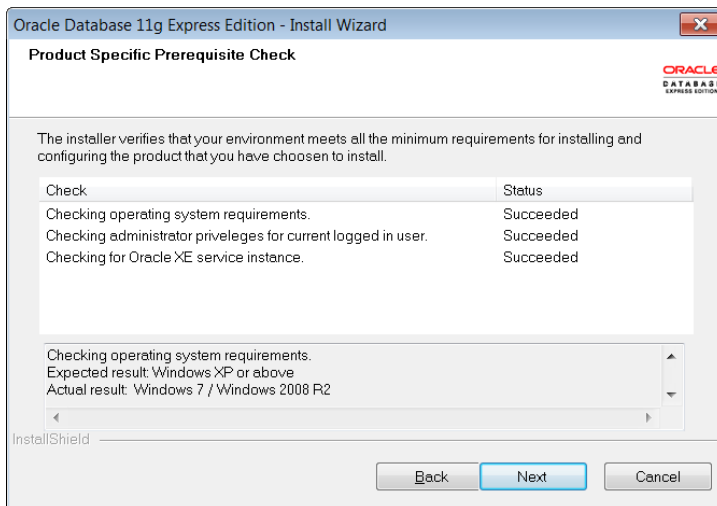 Oracle Database 11g Express Edition - Install Wizard
Product Specific Prerequisite Check
ORACLE
DATABASE
EXPRESS EDITION
The installer verifies that your environment meets all the minimum requirements for installing and
configuring the product that you have choosen to install.
Check Status
Checking operating system requirements. Succeeded
Checking administrator priveleges for current logged in user. Succeeded
Checking for Oracle XE service instance. Succeeded
Checking operating system requirements.
Expected result: Windows XP or above
Actual result: Windows 7 / Windows 2008 R2
InstallShield
Back Next Cancel